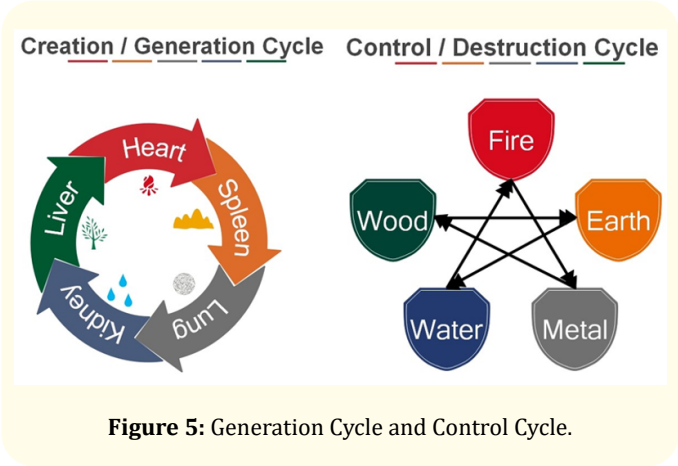 Creation / Generation Cycle
Heart
Spleen
Lung
Kidney
Liver
Control / Destruction Cycle
Fire
Wood
Earth
Water
Metal
Figure 5: Generation Cycle and Control Cycle.